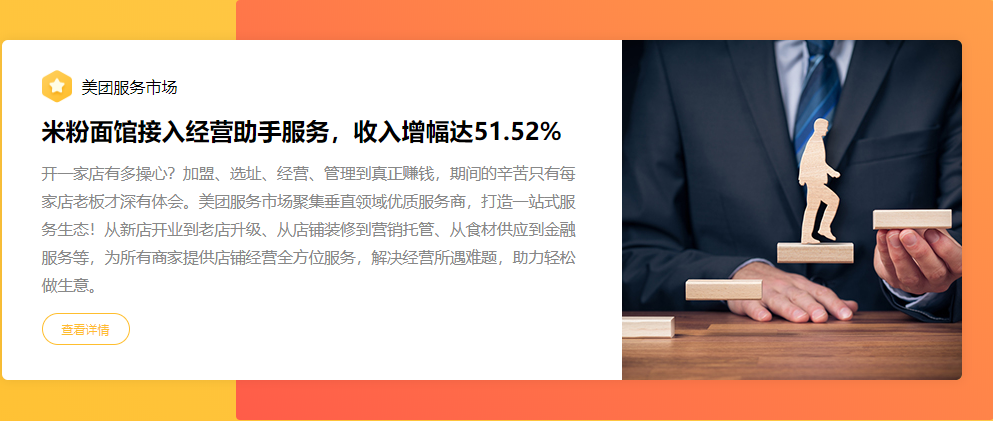 美团服务市场
米粉面馆接入经营助手服务，收入增幅达51.52%
开一家店有多操心？加盟、选址、经营、管理到真正赚钱，期间的辛苦只有每
家店老板才深有体会。美团服务市场聚集垂直领域优质服务商，打造一站式服
务生态！从新店开业到老店升级、从店铺装修到营销托管、从食材供应到金融
服务等，为所有商家提供店铺经营全方位服务，解决经营所遇难题，助力轻松
做生意。
查看详情